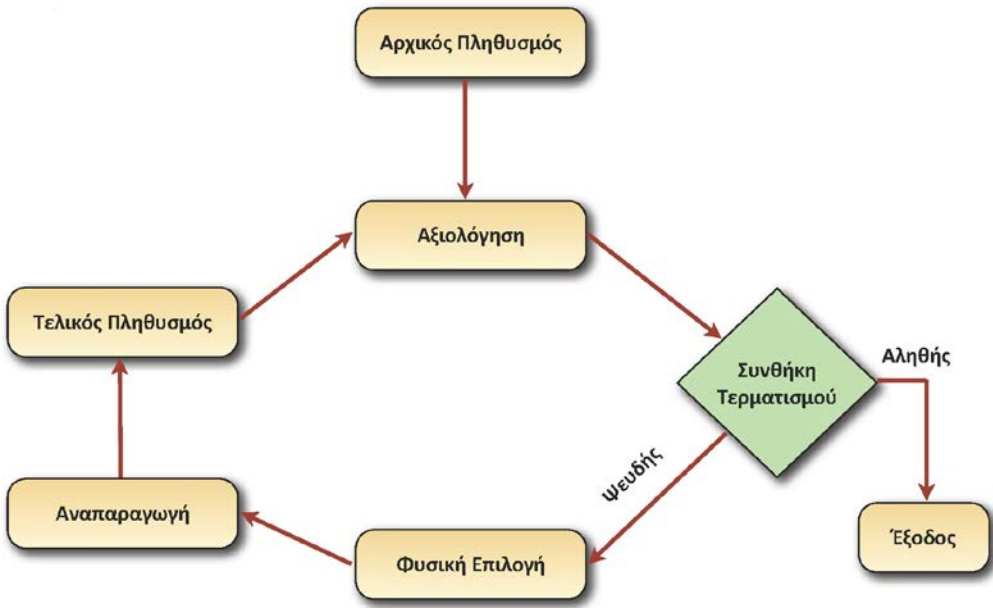 Αρχικός Πληθυσμός
Αξιολόγηση
Τελικός Πληθυσμός
Συνθήκη
Τερματισμού
Αληθής
Ψευδής
Αναπαραγωγή
Φυσική Επιλογή
Έξοδος